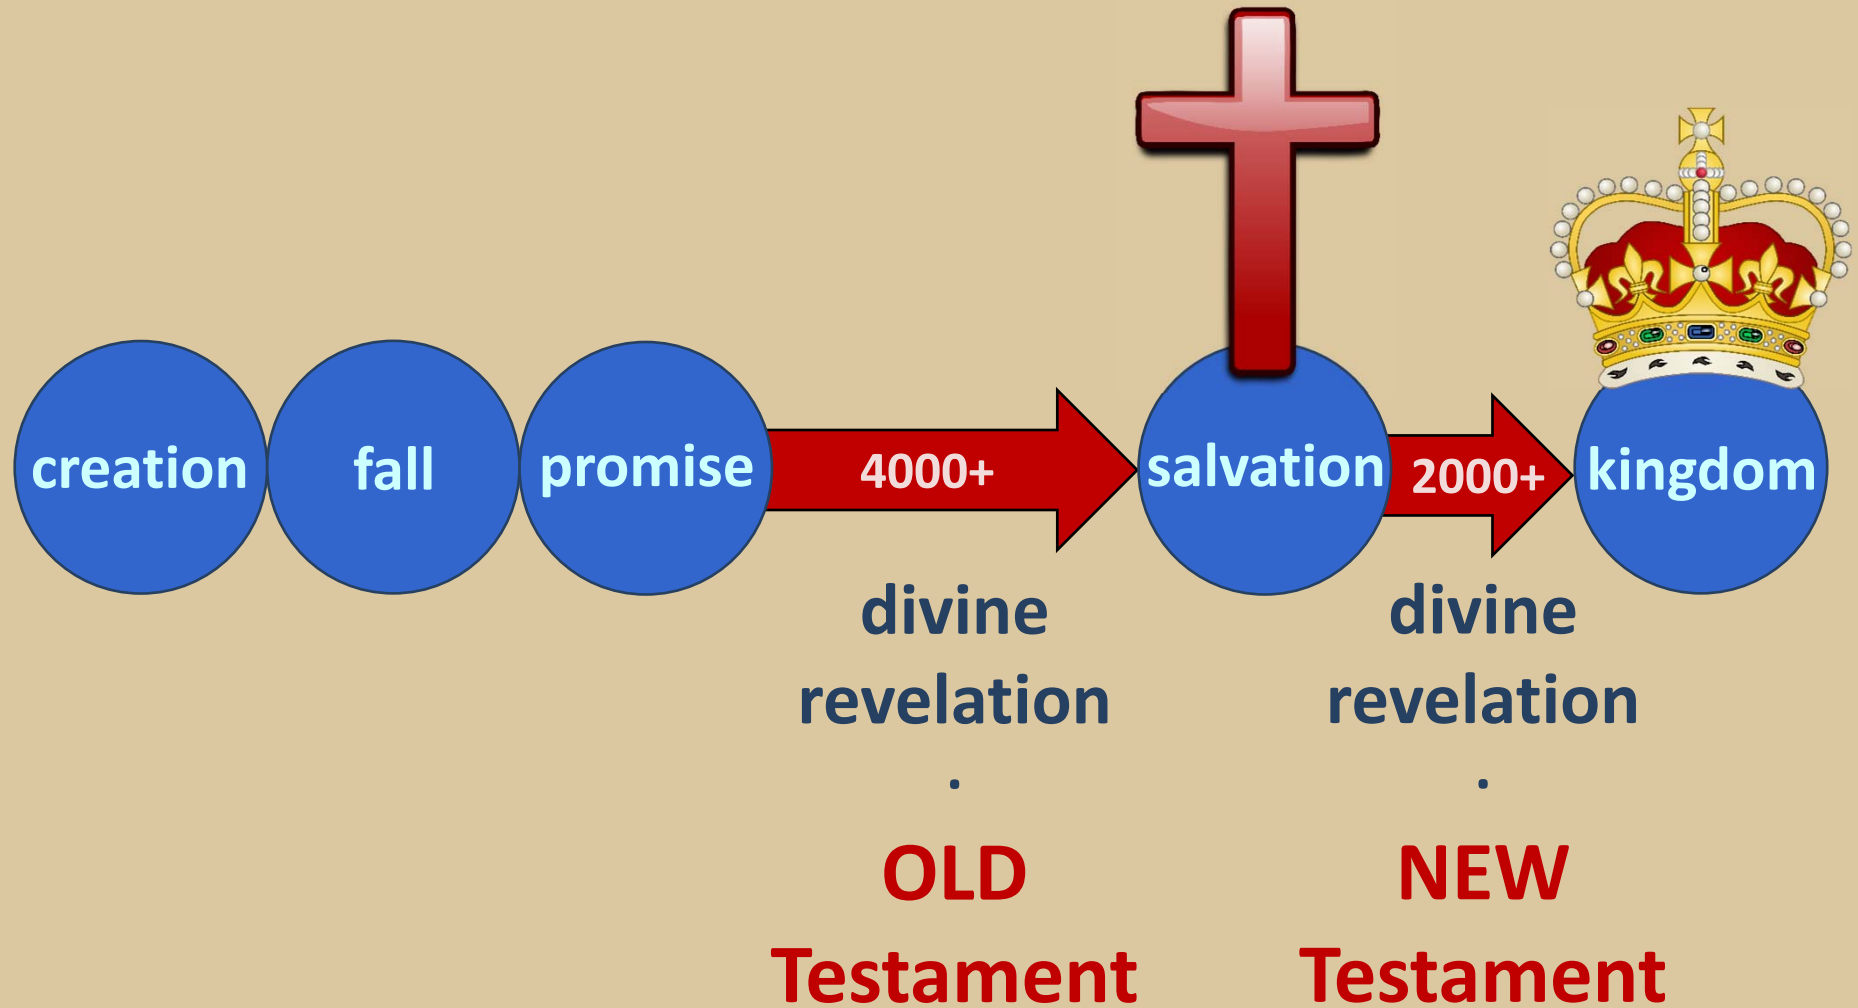 creation
fall
promise
4000+
salvation
2000+
kingdom
divine
revelation
.
OLD
Testament
divine
revelation
.
NEW
Testament